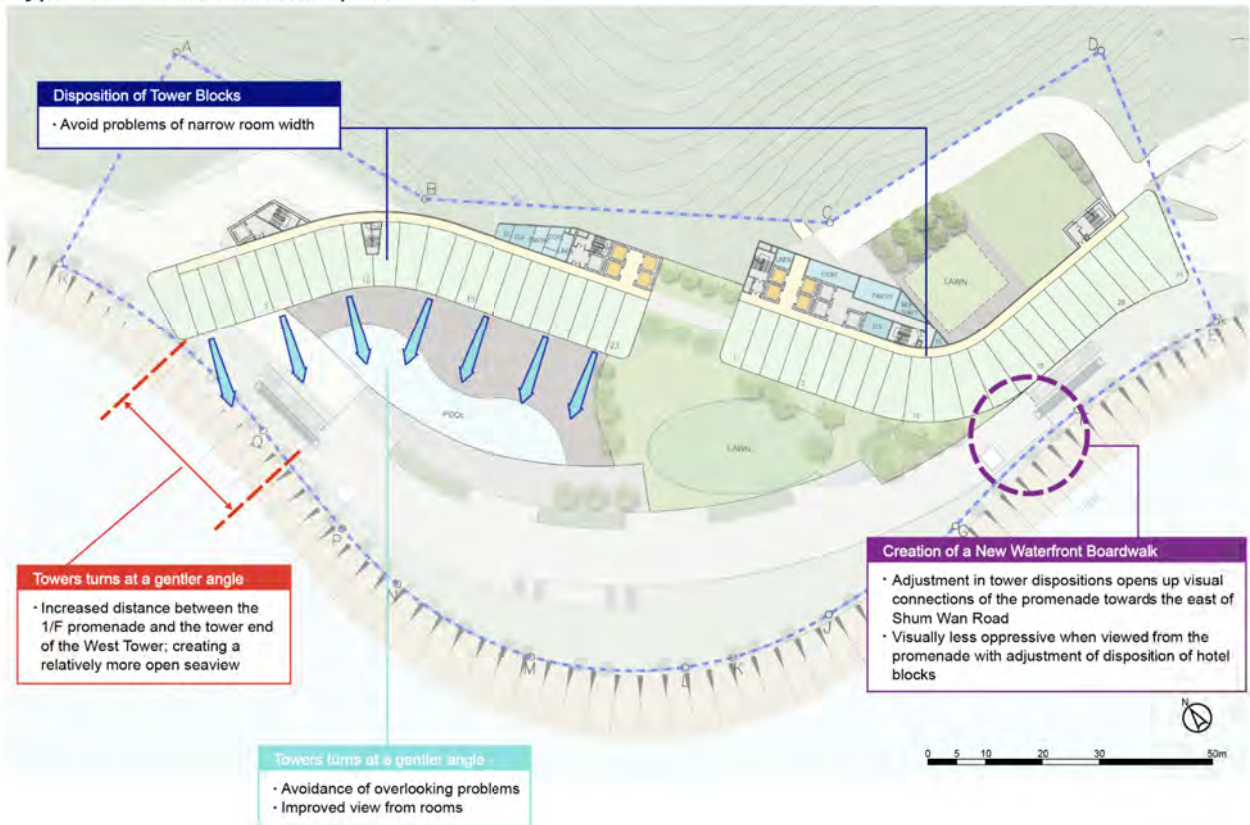 A
D
Disposition of Tower Blocks
· Avoid problems of narrow room width
B
C
LAWN
R
POOL
LAWN
Q
P
G
J
M
L
K
12
23
Towers turns at a gentler angle
· Increased distance between the
1/F promenade and the tower end
of the West Tower; creating a
relatively more open seaview
Creation of a New Waterfront Boardwalk
· Adjustment in tower dispositions opens up visual
connections of the promenade towards the east of
Shum Wan Road
· Visually less oppressive when viewed from the
promenade with adjustment of disposition of hotel
blocks
Towers turns at a gentler angle
· Avoidance of overlooking problems
· Improved view from rooms
N
0 5 10 20 30 50m